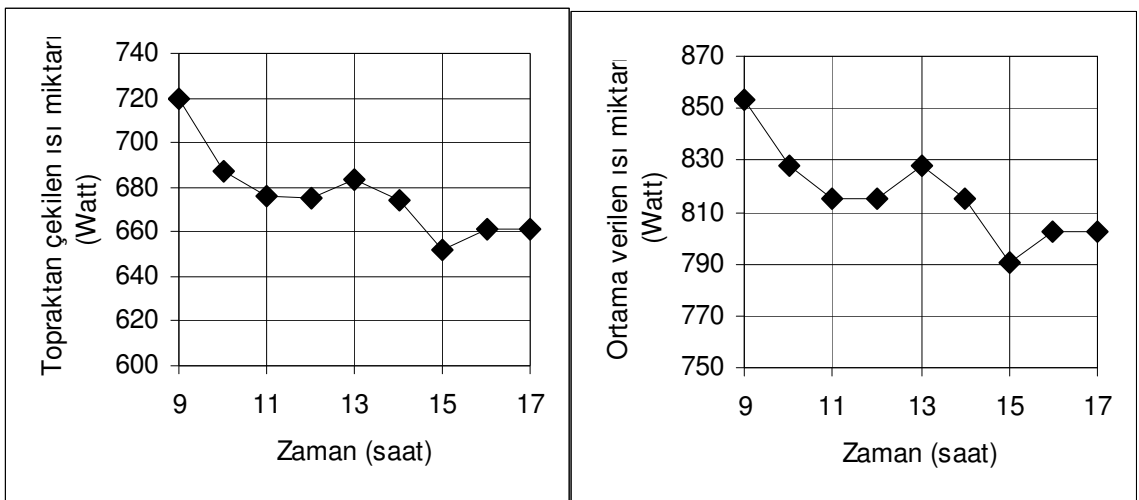 Topraktan çekilen ısı miktarı
(Watt)
740
720
700
680
660
640
620
600
9 11 13 15 17
Zaman (saat)
Ortama verilen ısı miktarı
(Watt)
870
850
830
810
790
770
750
9 11 13 15 17
Zaman (saat)